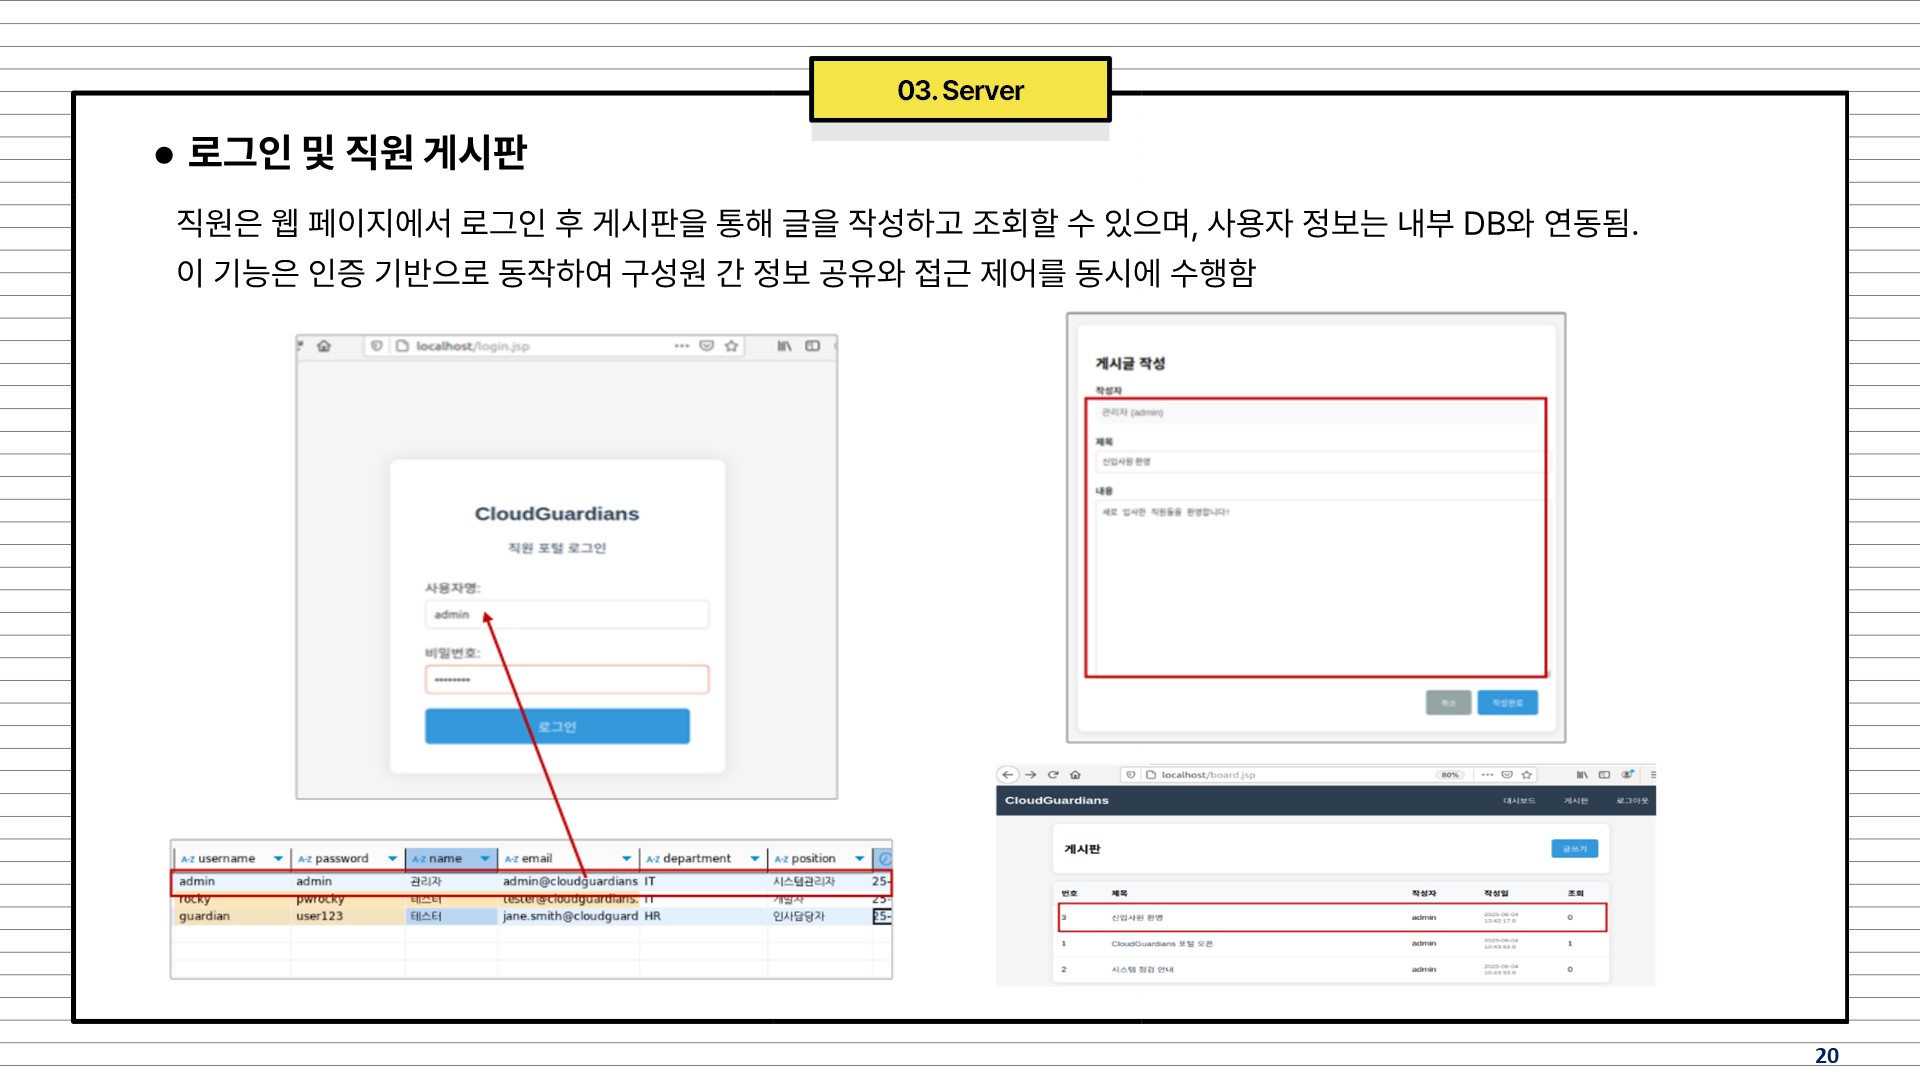 03. Server
● 로그인 및 직원 게시판
직원은 웹 페이지에서 로그인 후 게시판을 통해 글을 작성하고 조회할 수 있으며, 사용자 정보는 내부 DB와 연동됨.
이 기능은 인증 기반으로 동작하여 구성원 간 정보 공유와 접근 제어를 동시에 수행함
localhost/login.jsp
CloudGuardians
직원 포털 로그인
사용자명:
admin
비밀번호:
••••••••
로그인
A-Z username A-Z password A-Z name A-Z email A-Z department A-Z position
admin admin 관리자 admin@cloudguardians IT 시스템관리자 25-
rocky pwrocky 테스터 tester@cloudguardians. IT 개발자 25-
guardian user123 테스터 jane.smith@cloudguard HR 인사담당자 25-
게시글 작성
작성자
관리자 (admin)
제목
신입사원 환영
내용
새로 입사한 직원들을 환영합니다!
취소 작성완료
localhost/board.jsp 80%
CloudGuardians 대시보드 게시판 로그아웃
게시판 글쓰기
번호 제목 작성자 작성일 조회
3 신입사원 환영 admin 2025-06-04 13:42:17.0 0
1 CloudGuardians 포털 오픈 admin 2025-06-04 1
2 시스템 점검 안내 admin 2025-06-04 0
20